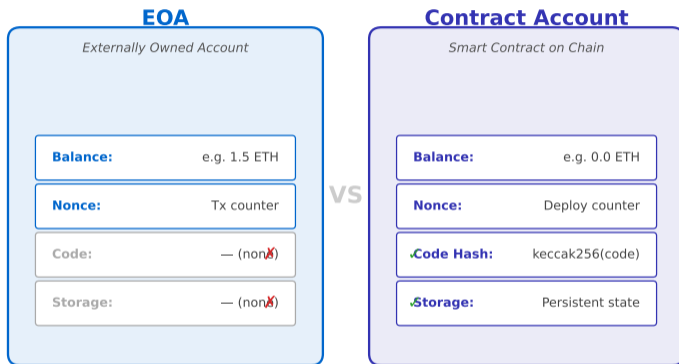 EOA
Externally Owned Account
Balance: e.g. 1.5 ETH
Nonce: Tx counter
Code: — (none) ✗
Storage: — (none) ✗
VS
Contract Account
Smart Contract on Chain
Balance: e.g. 0.0 ETH
Nonce: Deploy counter
✓ Code Hash: keccak256(code)
✓ Storage: Persistent state